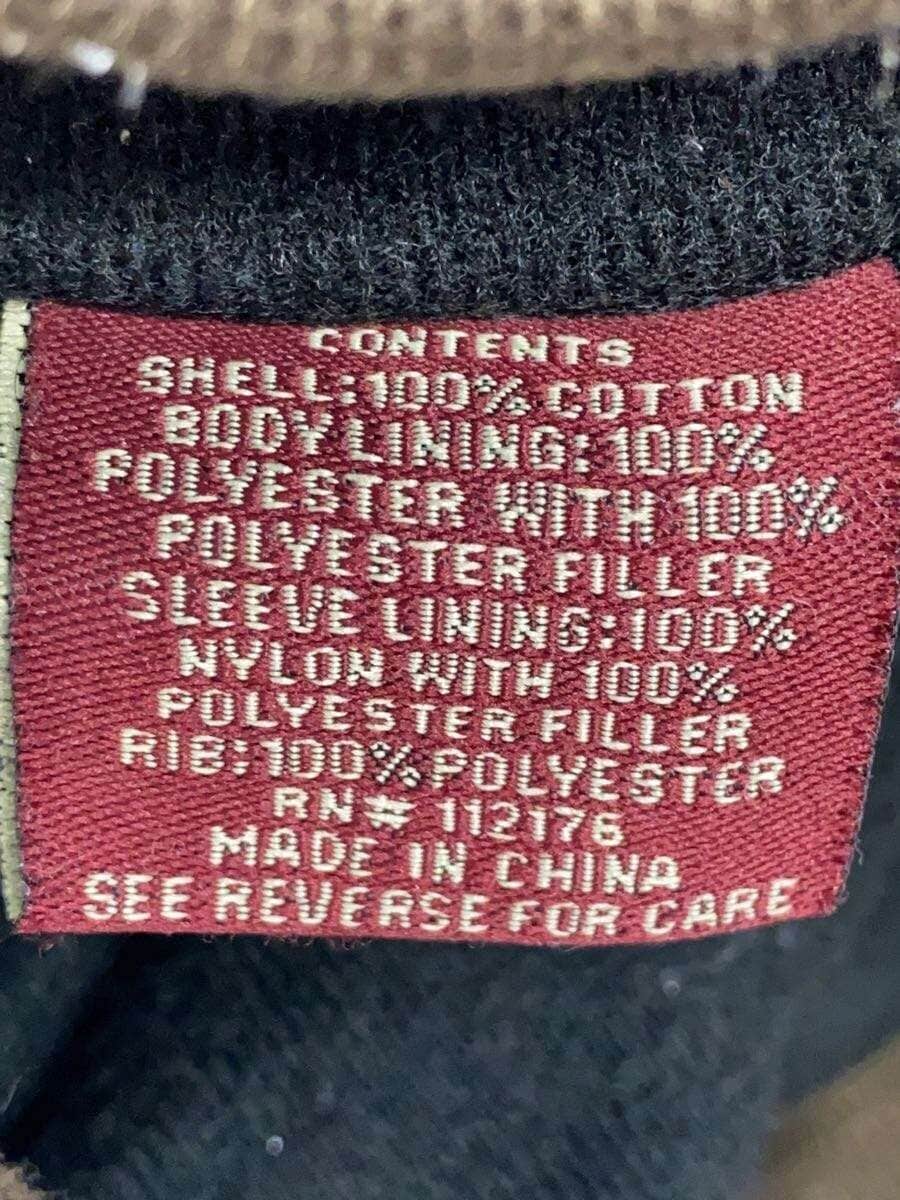 CONTENTS
SHELL:100% COTTON
BODY LINING:100%
POLYESTER WITH 100%
POLYESTER FILLER
SLEEVE LINING:100%
NYLON WITH 100%
POLYESTER FILLER
RIB:100% POLYESTER
RN# 112176
MADE IN CHINA
SEE REVERSE FOR CARE